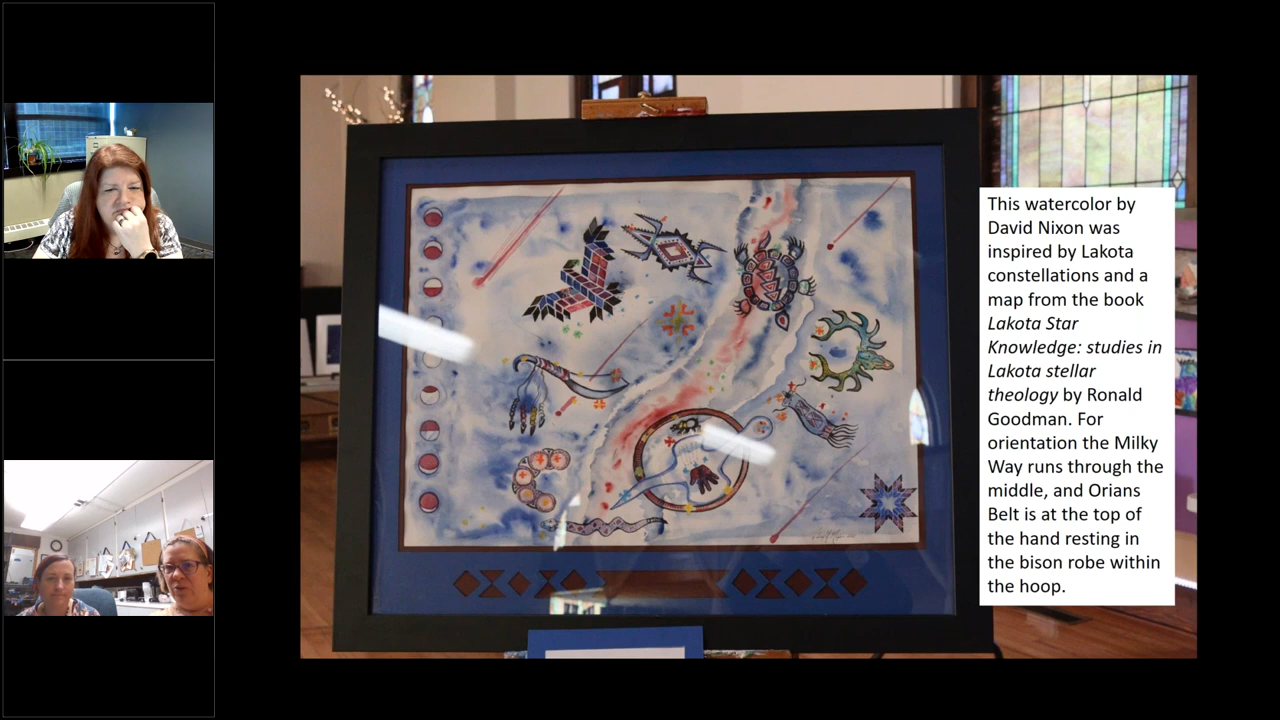 This watercolor by
David Nixon was
inspired by Lakota
constellations and a
map from the book
Lakota Star
Knowledge: studies in
Lakota stellar
theology by Ronald
Goodman. For
orientation the Milky
Way runs through the
middle, and Orians
Belt is at the top of
the hand resting in
the bison robe within
the hoop.